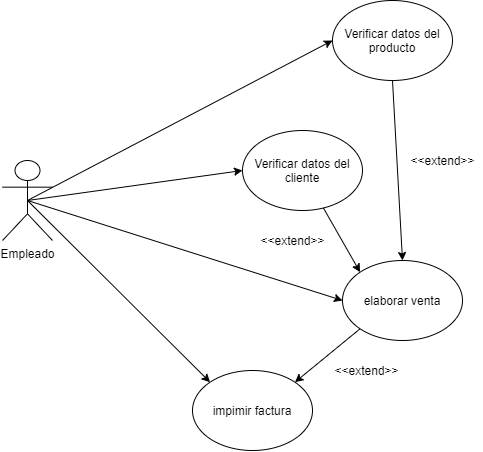 Verificar datos del
producto
<<extend>>
Verificar datos del
cliente
<<extend>>
Empleado
elaborar venta
<<extend>>
impimir factura